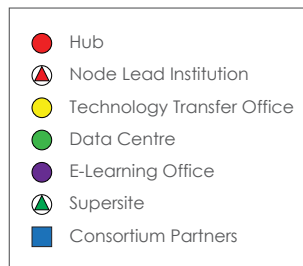 Hub
Node Lead Institution
Technology Transfer Office
Data Centre
E-Learning Office
Supersite
Consortium Partners